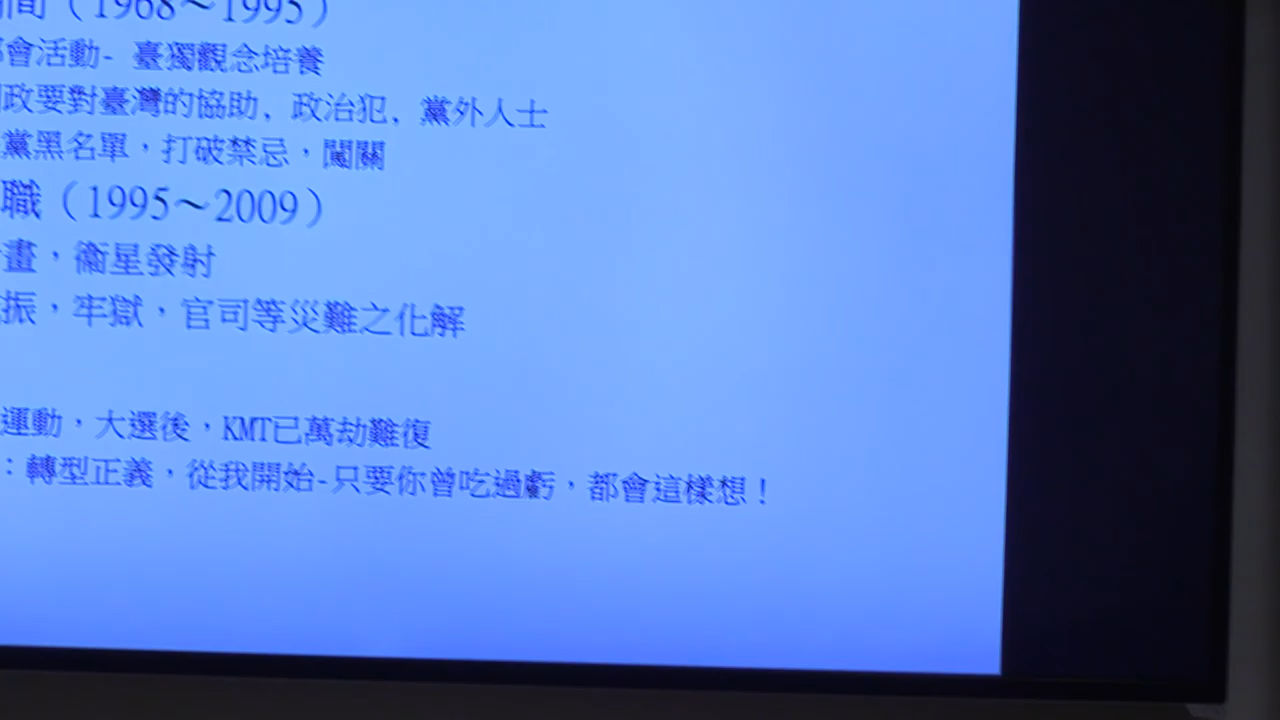 間（1968～1995）
會活動- 臺獨觀念培養
政要對臺灣的協助, 政治犯, 黨外人士
黨黑名單，打破禁忌，闖關
職（1995～2009）
畫，衛星發射
振，牢獄，官司等災難之化解
運動，大選後，KMT已萬劫難復
：轉型正義，從我開始-只要你曾吃過虧，都會這樣想！